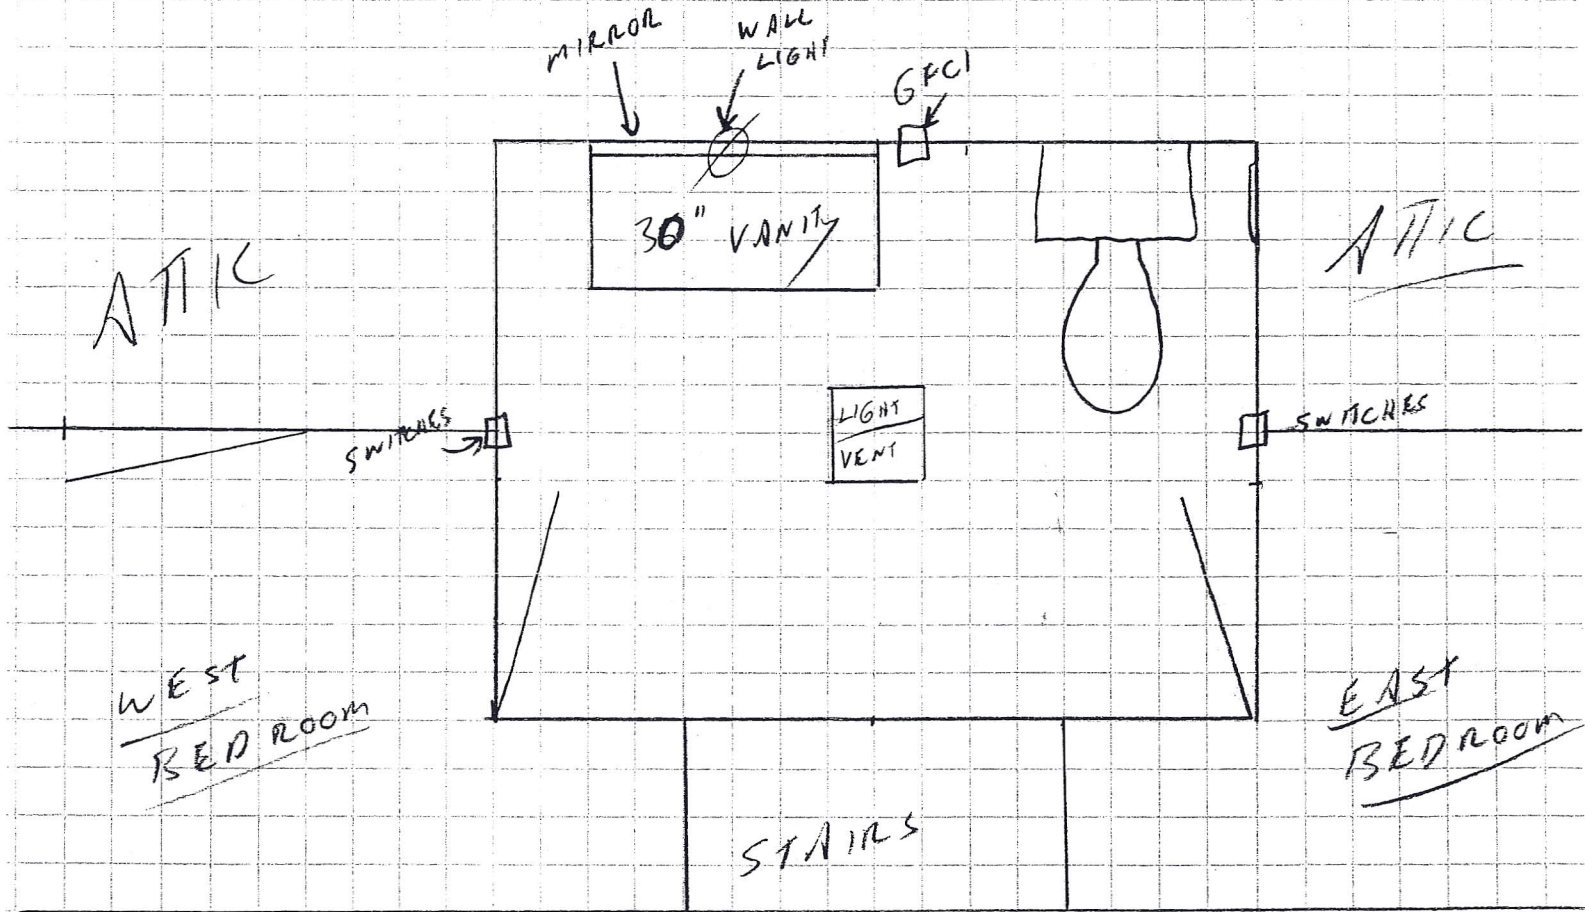 MIRROR
WALL
LIGHT
GFCI
30" VANITY
ATTIC
ATTIC
SWITCHES
LIGHT
VENT
SWITCHES
WEST
BEDROOM
EAST
BEDROOM
STAIRS